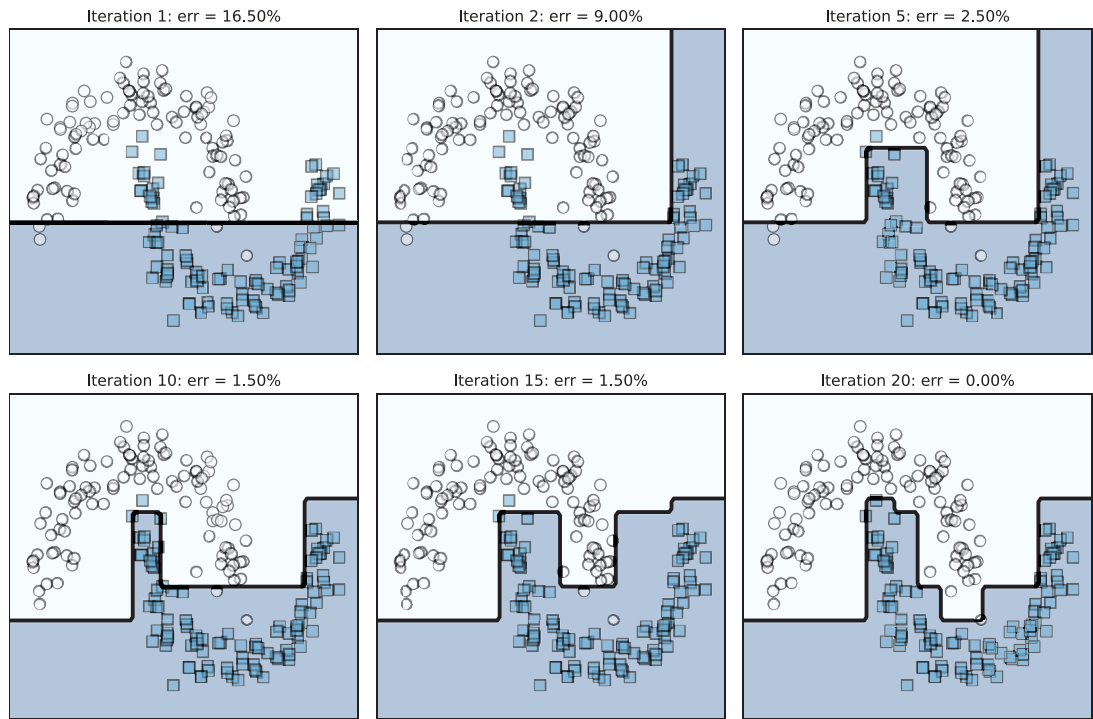 Iteration 1: err = 16.50%
Iteration 2: err = 9.00%
Iteration 5: err = 2.50%
Iteration 10: err = 1.50%
Iteration 15: err = 1.50%
Iteration 20: err = 0.00%